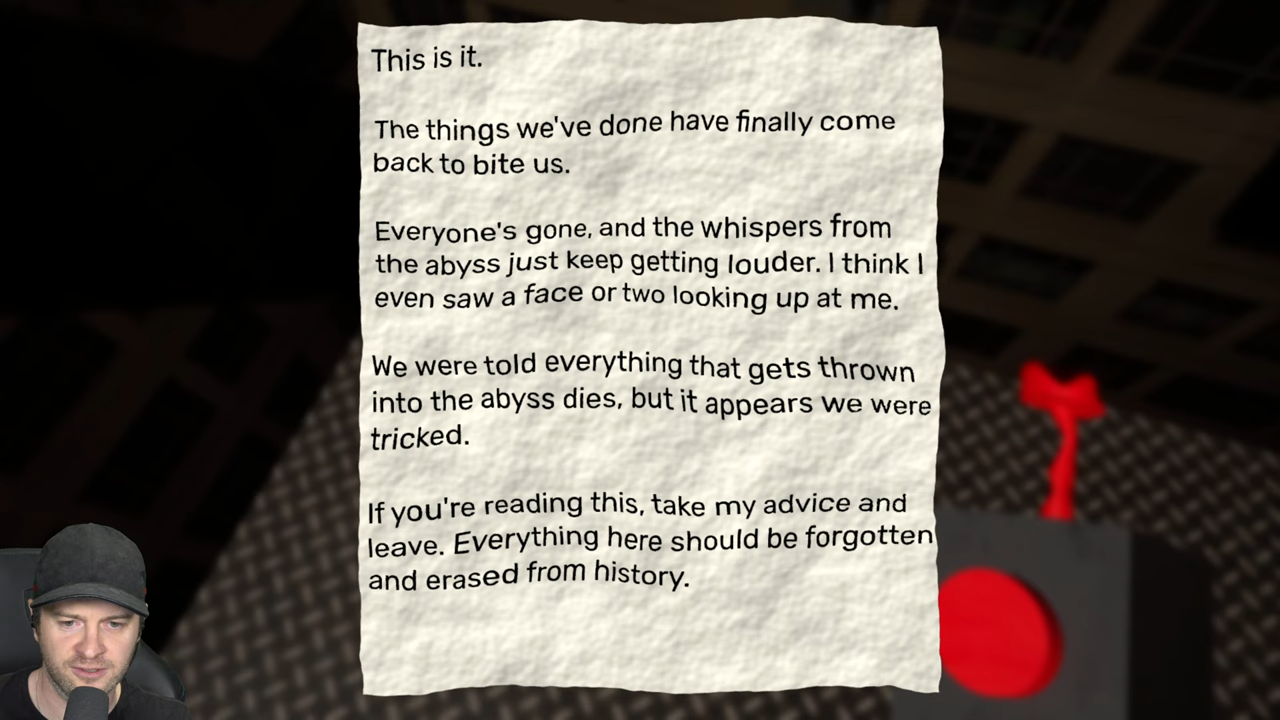 This is it.
The things we've done have finally come
back to bite us.
Everyone's gone, and the whispers from
the abyss just keep getting louder. I think I
even saw a face or two looking up at me.
We were told everything that gets thrown
into the abyss dies, but it appears we were
tricked.
If you're reading this, take my advice and
leave. Everything here should be forgotten
and erased from history.